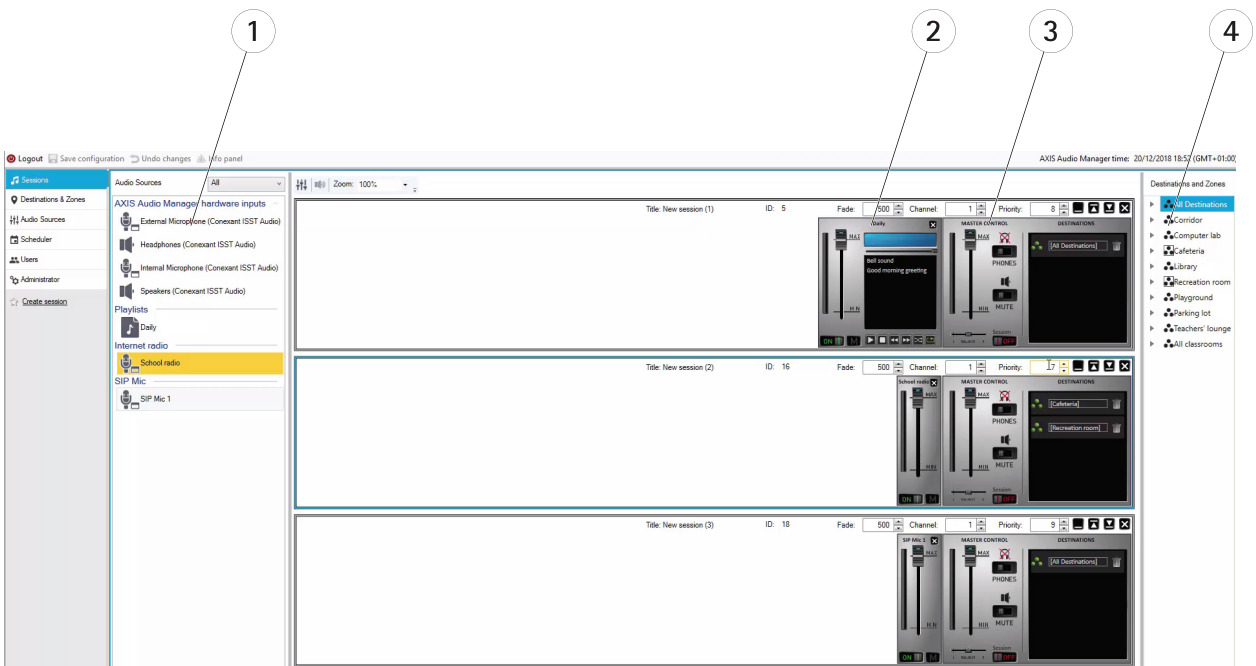 1
2
3
4
Logout Save configuration Undo changes Info panel
AXIS Audio Manager time: 20/12/2018 18:52 (GMT+01:00)
Sessions
Destinations & Zones
Audio Sources
Scheduler
Users
Administrator
Create session
Audio Sources All
AXIS Audio Manager hardware inputs
External Microphone (Conexant ISST Audio)
Headphones (Conexant ISST Audio)
Internal Microphone (Conexant ISST Audio)
Speakers (Conexant ISST Audio)
Playlists
Daily
Internet radio
School radio
SIP Mic
SIP Mic 1
Zoom: 100%
Title: New session (1) ID: 5 Fade: 500 Channel: 1 Priority: 8
Daily MASTER CONTROL DESTINATIONS
MAX MAX
[All Destinations]
Bell sound
Good morning greeting
PHONES
MIN MIN MUTE
Session
ON M OFF
Title: New session (2) ID: 16 Fade: 500 Channel: 1 Priority: 7
School radio MASTER CONTROL DESTINATIONS
MAX MAX
[Cafeteria]
PHONES
[Recreation room]
MIN MIN MUTE
Session
ON M OFF
Title: New session (3) ID: 18 Fade: 500 Channel: 1 Priority: 9
SIP Mic 1 MASTER CONTROL DESTINATIONS
MAX MAX
[All Destinations]
PHONES
MIN MIN MUTE
Session
ON M OFF
Destinations and Zones
All Destinations
Corridor
Computer lab
Cafeteria
Library
Recreation room
Playground
Parking lot
Teachers' lounge
All classrooms